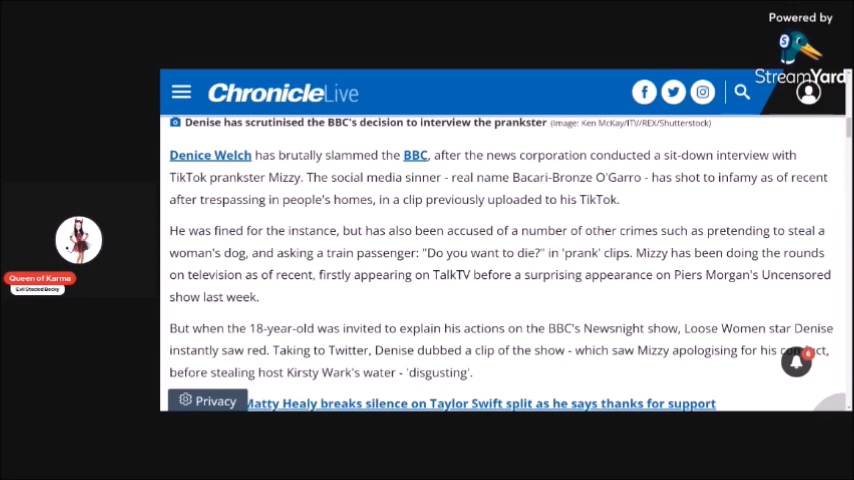 Powered by
StreamYard
ChronicleLive
Denise has scrutinised the BBC's decision to interview the prankster (Image: Ken McKay/ITV/REX/Shutterstock)
Denice Welch has brutally slammed the BBC, after the news corporation conducted a sit-down interview with
TikTok prankster Mizzy. The social media sinner - real name Bacari-Bronze O'Garro - has shot to infamy as of recent
after trespassing in people's homes, in a clip previously uploaded to his TikTok.
He was fined for the instance, but has also been accused of a number of other crimes such as pretending to steal a
woman's dog, and asking a train passenger: "Do you want to die?" in 'prank' clips. Mizzy has been doing the rounds
on television as of recent, firstly appearing on TalkTV before a surprising appearance on Piers Morgan's Uncensored
show last week.
But when the 18-year-old was invited to explain his actions on the BBC's Newsnight show, Loose Women star Denise
instantly saw red. Taking to Twitter, Denise dubbed a clip of the show - which saw Mizzy apologising for his conduct,
before stealing host Kirsty Wark's water - 'disgusting'.
Privacy
Matty Healy breaks silence on Taylor Swift split as he says thanks for support
Queen of Karma
Evil Stacked Becky